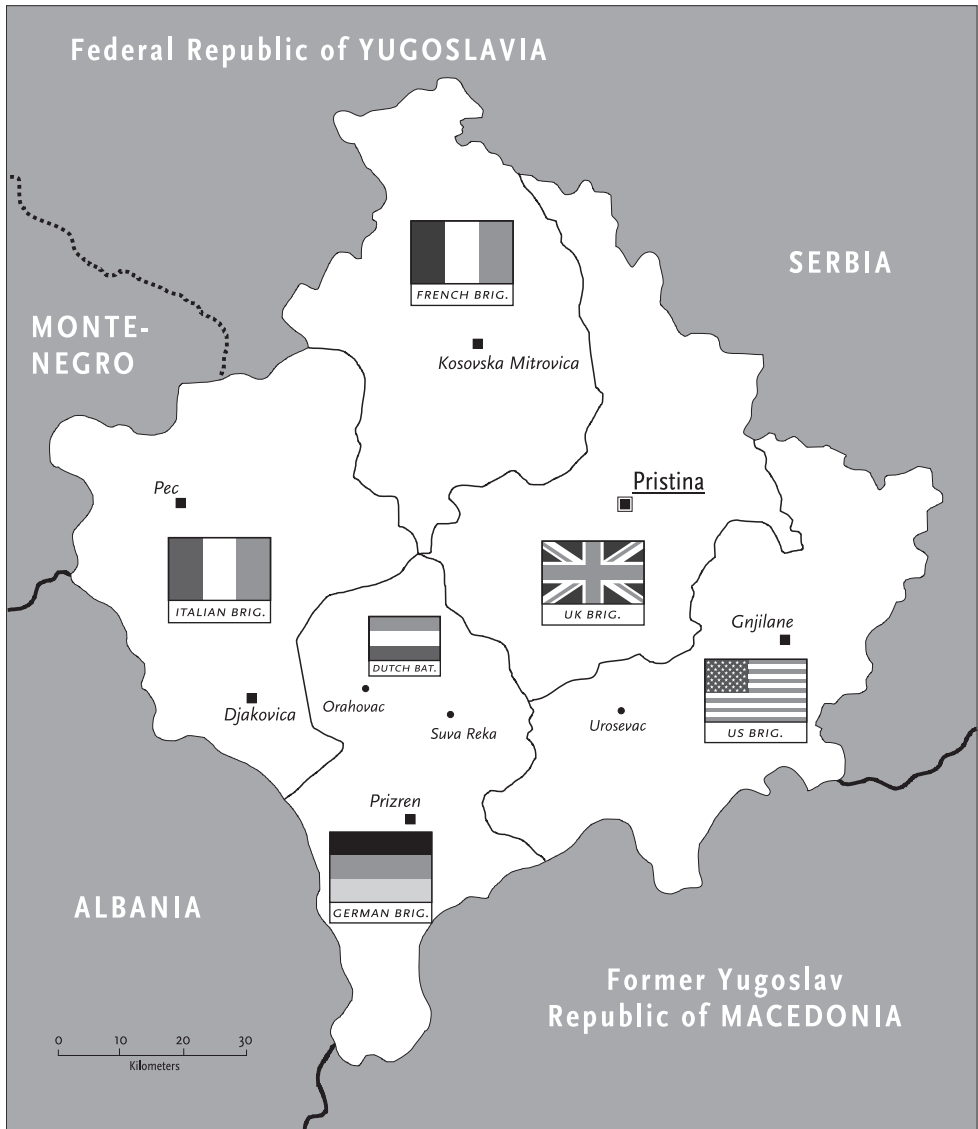 Federal Republic of YUGOSLAVIA
SERBIA
FRENCH BRIG.
MONTE-
NEGRO
Kosovska Mitrovica
Pec
Pristina
ITALIAN BRIG.
UK BRIG.
Gnjilane
DUTCH BAT.
Orahovac
Djakovica
Suva Reka
Urosevac
US BRIG.
Prizren
GERMAN BRIG.
ALBANIA
Former Yugoslav
Republic of MACEDONIA
0 10 20 30
Kilometers